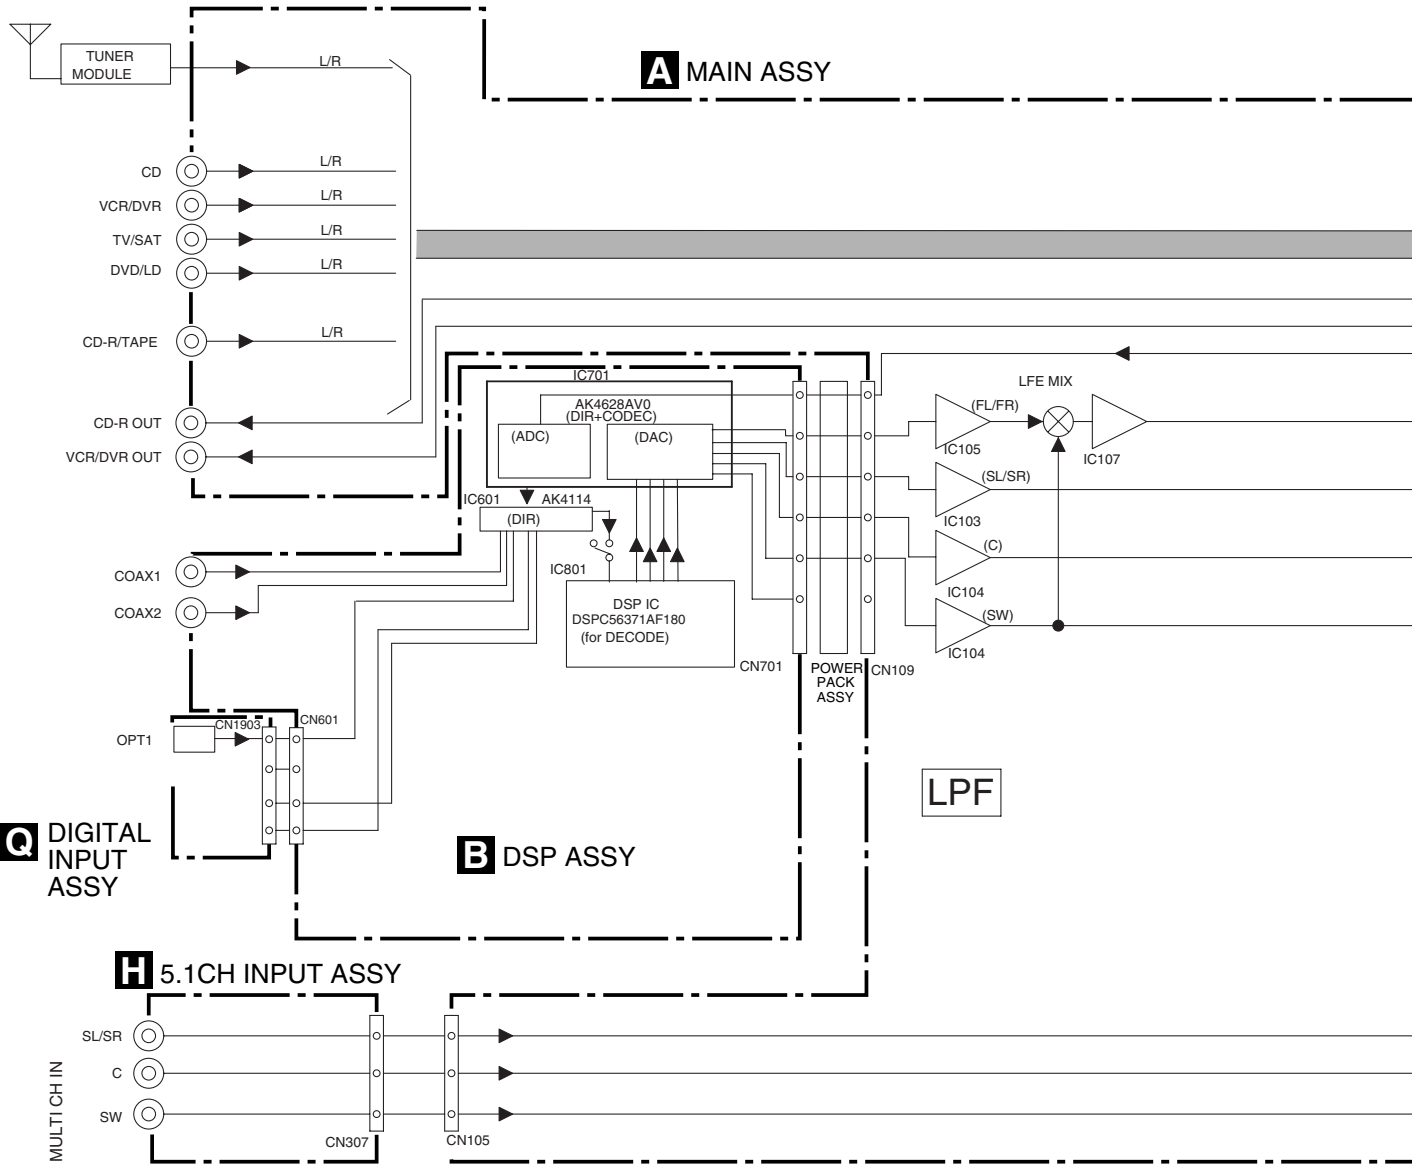 TUNER
MODULE
L/R
A MAIN ASSY
CD
L/R
VCR/DVR
L/R
TV/SAT
L/R
DVD/LD
L/R
CD-R/TAPE
L/R
CD-R OUT
VCR/DVR OUT
IC701
AK4628AV0
(DIR+CODEC)
(ADC)
(DAC)
IC601
AK4114
(DIR)
IC801
DSP IC
DSPC56371AF180
(for DECODE)
CN701
POWER
PACK
ASSY
CN109
LFE MIX
(FL/FR)
IC105
IC107
(SL/SR)
IC103
(C)
IC104
(SW)
IC104
COAX1
COAX2
CN1903
CN601
OPT1
LPF
Q DIGITAL
INPUT
ASSY
B DSP ASSY
H 5.1CH INPUT ASSY
MULTI CH IN
SL/SR
C
SW
CN307
CN105